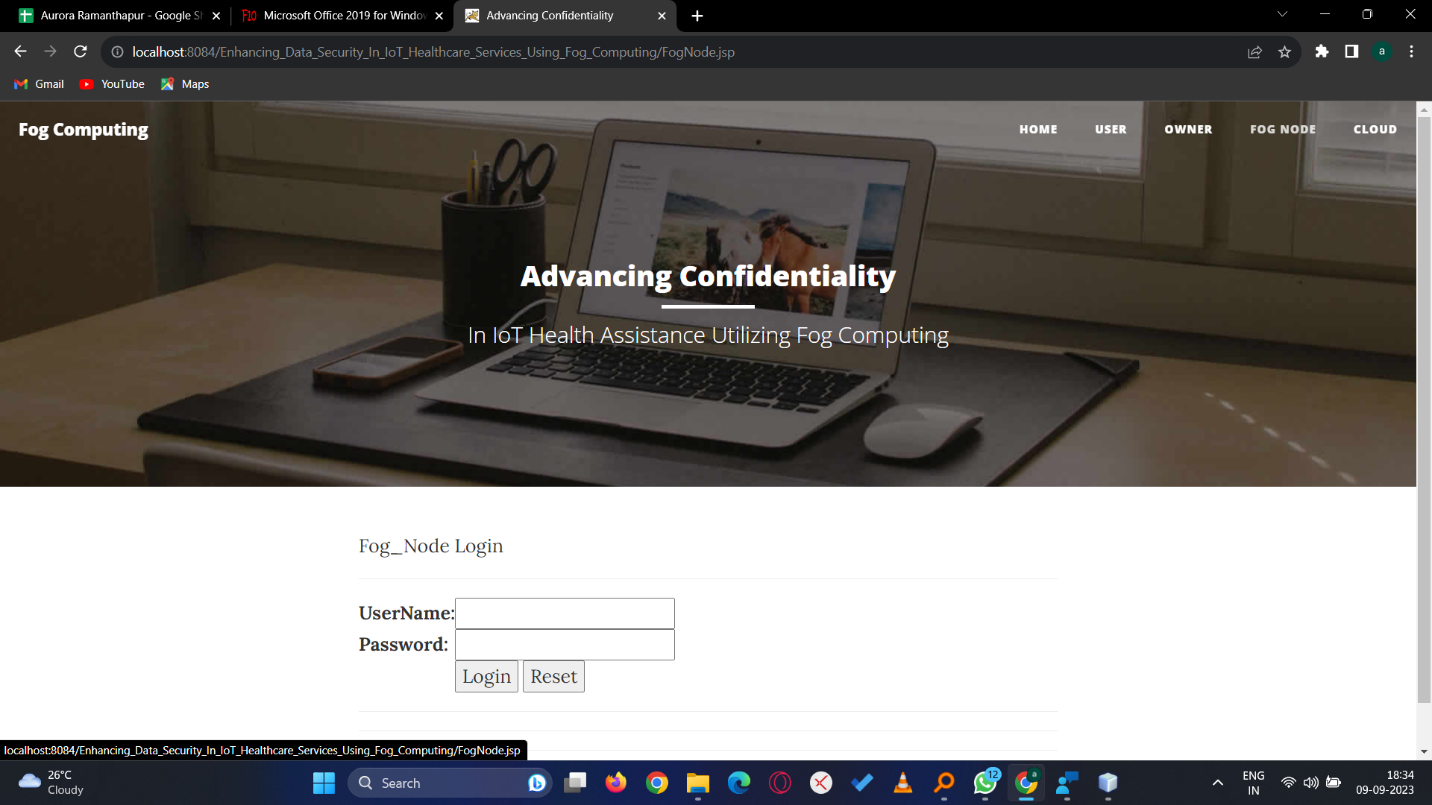 Aurora Ramanthapur - Google Sh
Microsoft Office 2019 for Window
Advancing Confidentiality
localhost:8084/Enhancing_Data_Security_In_IoT_Healthcare_Services_Using_Fog_Computing/FogNode.jsp
a
Gmail
YouTube
Maps
Fog Computing
HOME
USER
OWNER
FOG NODE
CLOUD
Advancing Confidentiality
In IoT Health Assistance Utilizing Fog Computing
Fog_Node Login
UserName:
Password:
Login
Reset
localhost:8084/Enhancing_Data_Security_In_IoT_Healthcare_Services_Using_Fog_Computing/FogNode.jsp
26°C
Cloudy
Search
12
a
ENG
IN
18:34
09-09-2023